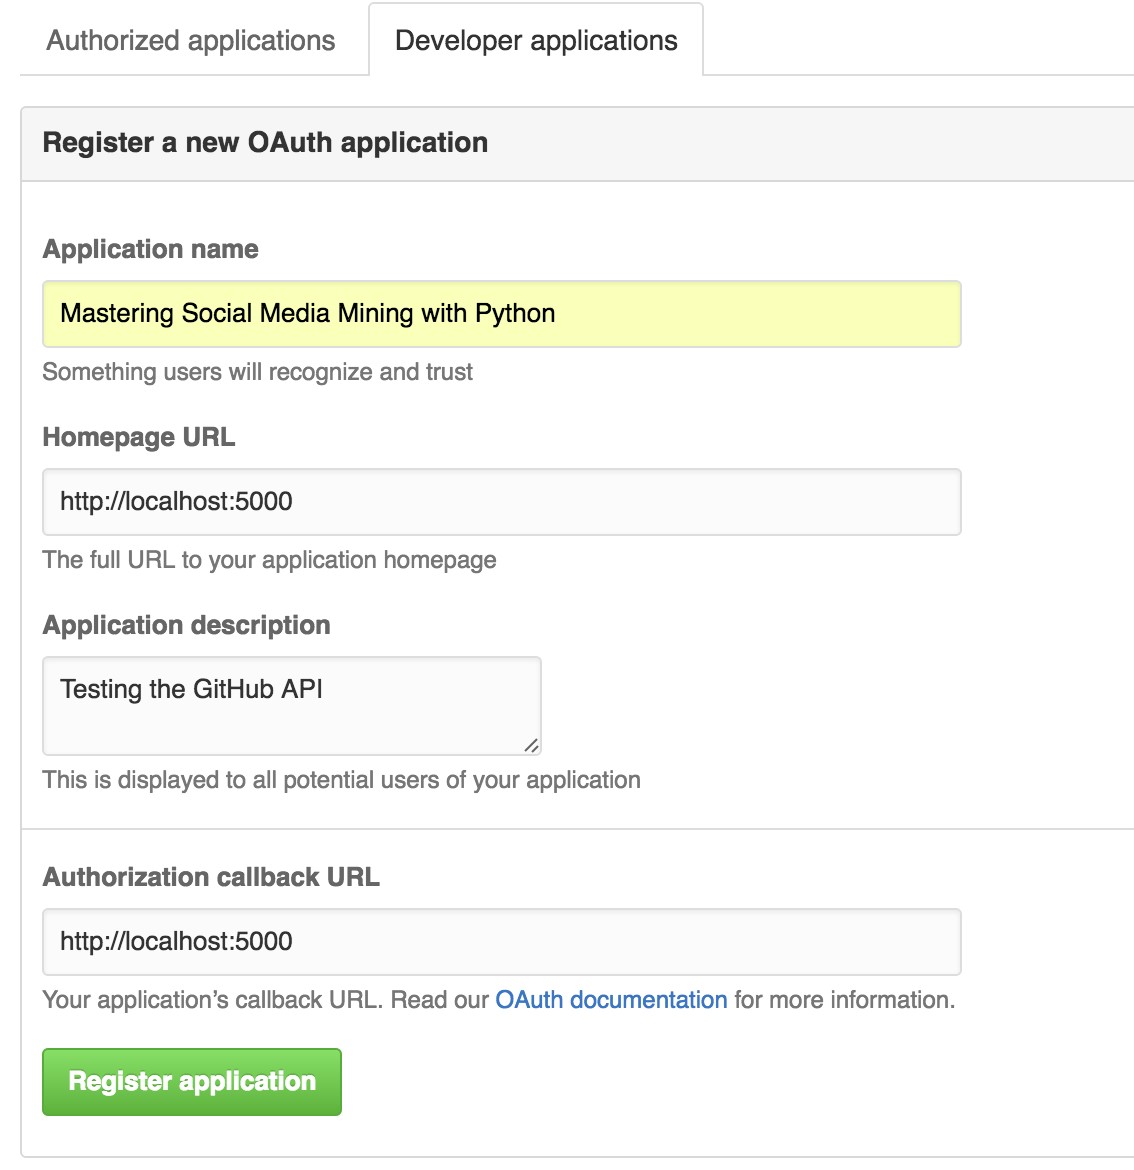 Authorized applications
Developer applications
Register a new OAuth application
Application name
Mastering Social Media Mining with Python
Something users will recognize and trust
Homepage URL
http://localhost:5000
The full URL to your application homepage
Application description
Testing the GitHub API
This is displayed to all potential users of your application
Authorization callback URL
http://localhost:5000
Your application’s callback URL. Read our OAuth documentation for more information.
Register application